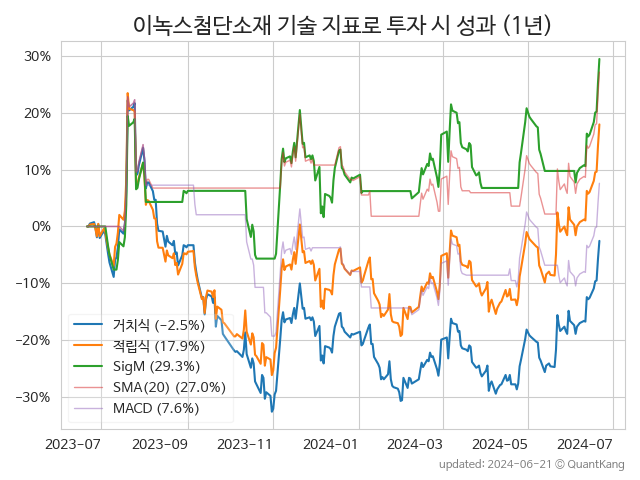 이녹스첨단소재 기술 지표로 투자 시 성과 (1년)
30%
20%
10%
0%
−10%
−20%
−30%
거치식 (−2.5%)
적립식 (17.9%)
SigM (29.3%)
SMA(20) (27.0%)
MACD (7.6%)
2023−07 2023−09 2023−11 2024−01 2024−03 2024−05 2024−07
updated: 2024−06−21 © QuantKang